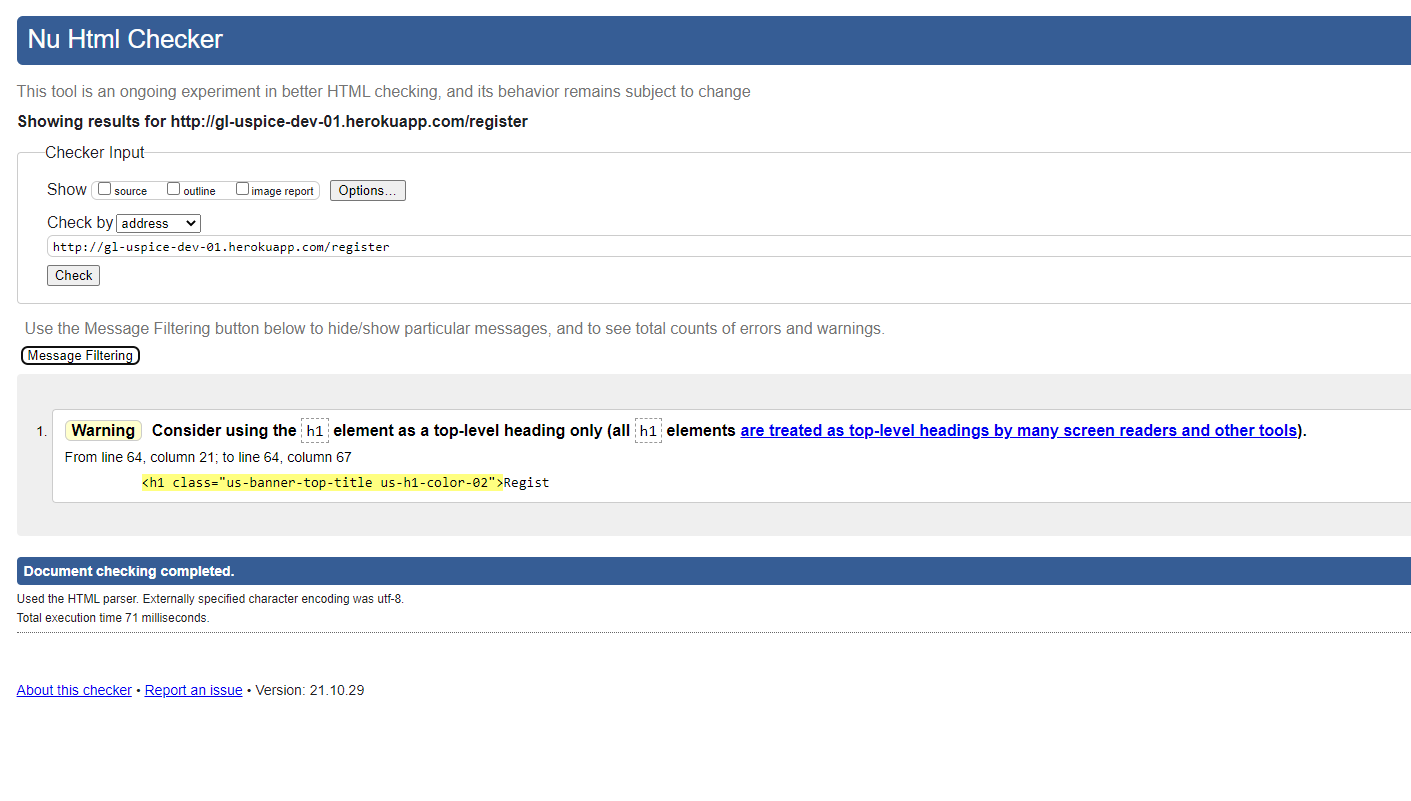 Nu Html Checker
This tool is an ongoing experiment in better HTML checking, and its behavior remains subject to change
Showing results for http://gl-uspice-dev-01.herokuapp.com/register
Checker Input
Show source outline image report Options...
Check by address
http://gl-uspice-dev-01.herokuapp.com/register
Check
Use the Message Filtering button below to hide/show particular messages, and to see total counts of errors and warnings.
Message Filtering
1. Warning Consider using the h1 element as a top-level heading only (all h1 elements are treated as top-level headings by many screen readers and other tools).
From line 64, column 21; to line 64, column 67
<h1 class="us-banner-top-title us-h1-color-02">Regist
Document checking completed.
Used the HTML parser. Externally specified character encoding was utf-8.
Total execution time 71 milliseconds.
About this checker • Report an issue • Version: 21.10.29